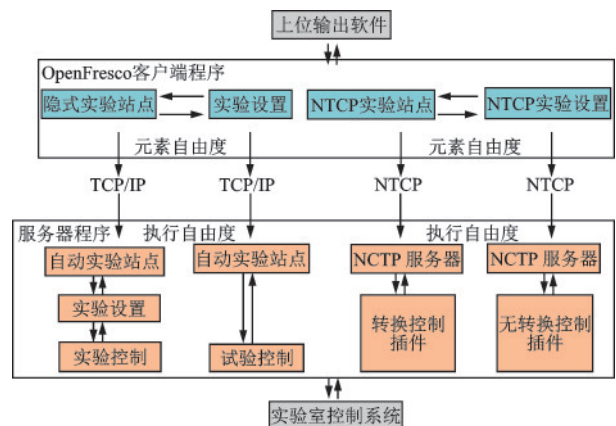 上位输出软件
OpenFresco客户端程序
隐式实验站点
实验设置
NTCP实验站点
NTCP实验设置
元素自由度
元素自由度
TCP/IP
TCP/IP
NTCP
NTCP
服务器程序
执行自由度
执行自由度
自动实验站点
自动实验站点
NCTP 服务器
NCTP 服务器
实验设置
转换控制
插件
无转换控制
插件
实验控制
试验控制
实验室控制系统